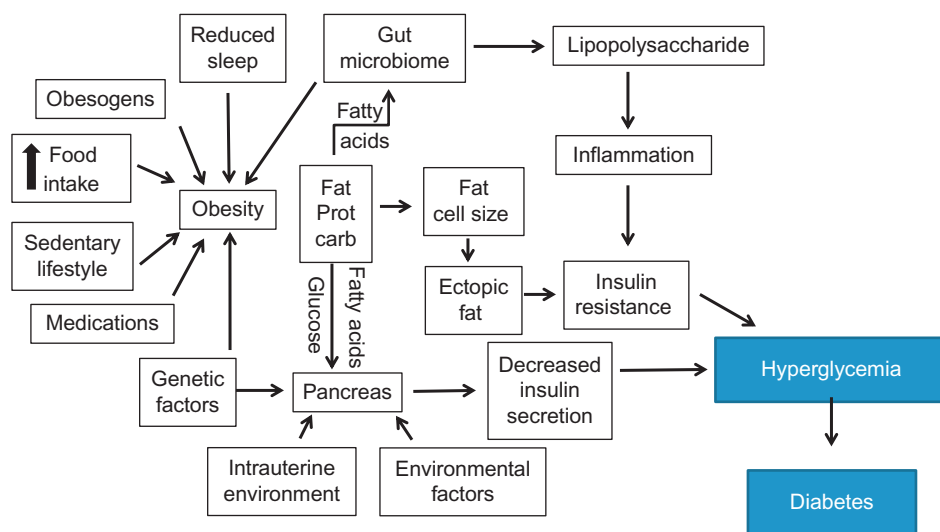 Reduced
sleep
Gut
microbiome
Lipopolysaccharide
Obesogens
Fatty
acids
Food
intake
Inflammation
Obesity
Fat
Prot
carb
Fat
cell size
Sedentary
lifestyle
Ectopic
fat
Insulin
resistance
Medications
Fatty acids
Glucose
Genetic
factors
Pancreas
Decreased
insulin
secretion
Hyperglycemia
Intrauterine
environment
Environmental
factors
Diabetes